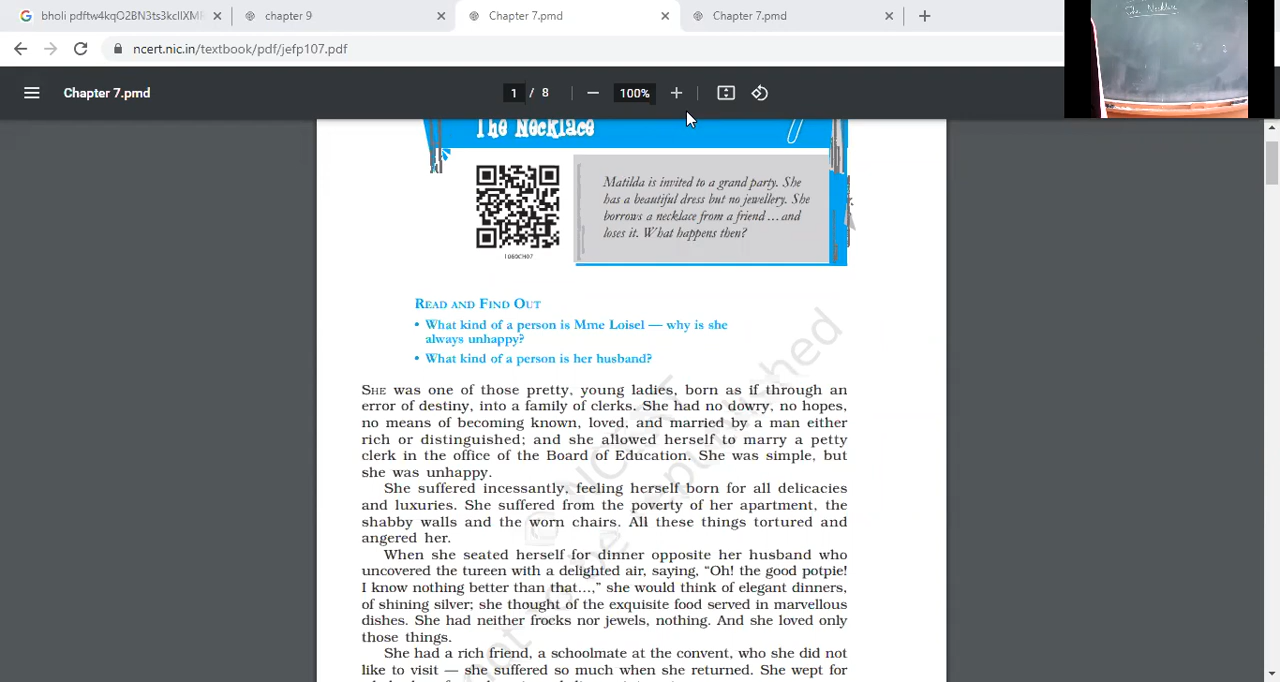 bholi pdftw4kqO2BN3ts3kcIIXMR
chapter 9
Chapter 7.pmd
Chapter 7.pmd
ncert.nic.in/textbook/pdf/jefp107.pdf
The Necklace
Chapter 7.pmd
1 / 8
100%
The Necklace
Matilda is invited to a grand party. She
has a beautiful dress but no jewellery. She
borrows a necklace from a friend ...and
loses it. What happens then?
1060CH07
READ AND FIND OUT
• What kind of a person is Mme Loisel — why is she
always unhappy?
• What kind of a person is her husband?
SHE was one of those pretty, young ladies, born as if through an
error of destiny, into a family of clerks. She had no dowry, no hopes,
no means of becoming known, loved, and married by a man either
rich or distinguished; and she allowed herself to marry a petty
clerk in the office of the Board of Education. She was simple, but
she was unhappy.
She suffered incessantly, feeling herself born for all delicacies
and luxuries. She suffered from the poverty of her apartment, the
shabby walls and the worn chairs. All these things tortured and
angered her.
When she seated herself for dinner opposite her husband who
uncovered the tureen with a delighted air, saying, “Oh! the good potpie!
I know nothing better than that...,” she would think of elegant dinners,
of shining silver; she thought of the exquisite food served in marvellous
dishes. She had neither frocks nor jewels, nothing. And she loved only
those things.
She had a rich friend, a schoolmate at the convent, who she did not
like to visit — she suffered so much when she returned. She wept for
© NCERT
not to be republished